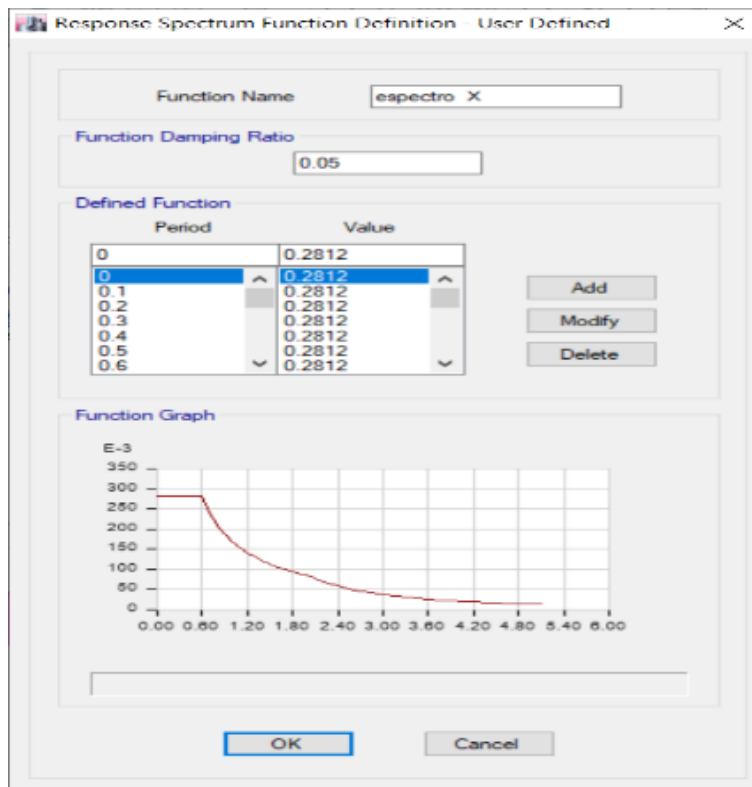 Response Spectrum Function Definition - User Defined
Function Name
espectro X
Function Damping Ratio
0.05
Defined Function
Period Value
0 0.2812
0 0.2812
0.1 0.2812
0.2 0.2812
0.3 0.2812
0.4 0.2812
0.5 0.2812
0.6 0.2812
Add
Modify
Delete
Function Graph
E-3
350
300
250
200
150
100
50
0
0.00 0.60 1.20 1.80 2.40 3.00 3.60 4.20 4.80 5.40 6.00
OK Cancel